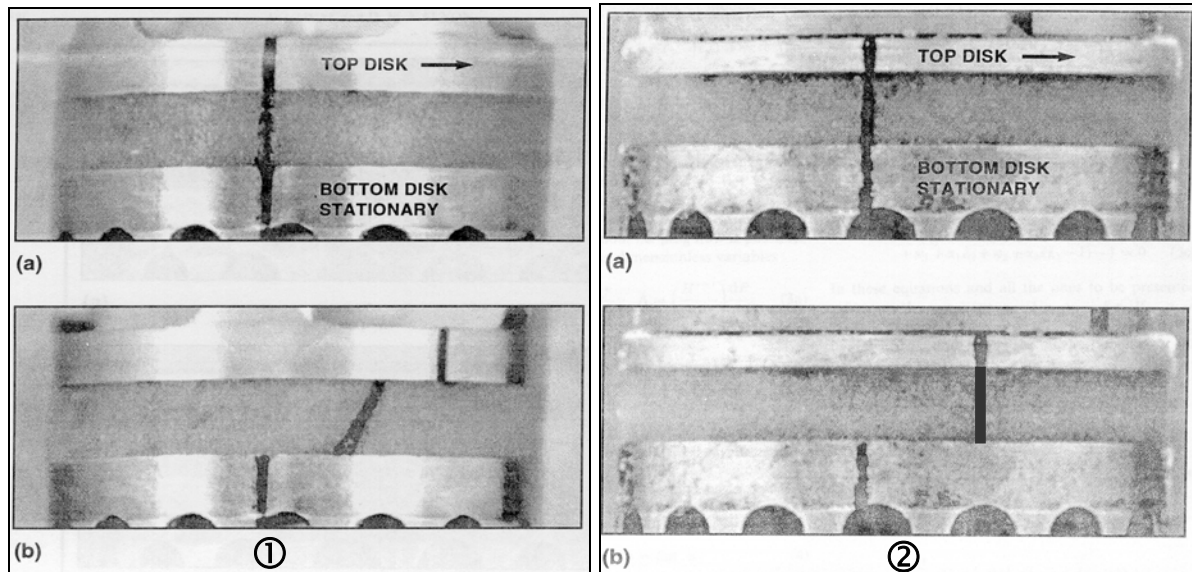 TOP DISK
BOTTOM DISK
STATIONARY
(a)
(b)
①
TOP DISK
BOTTOM DISK
STATIONARY
(a)
(b)
②